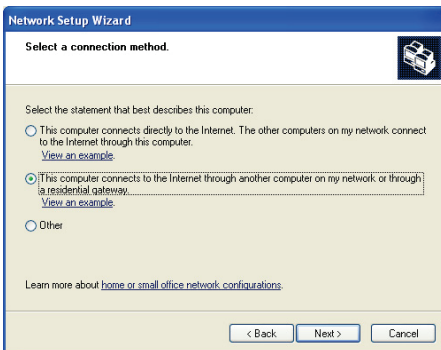 Network Setup Wizard
Select a connection method.
Select the statement that best describes this computer:
This computer connects directly to the Internet. The other computers on my network connect
to the Internet through this computer.
View an example.
This computer connects to the Internet through another computer on my network or through
a residential gateway.
View an example.
Other
Learn more about home or small office network configurations.
< Back Next > Cancel